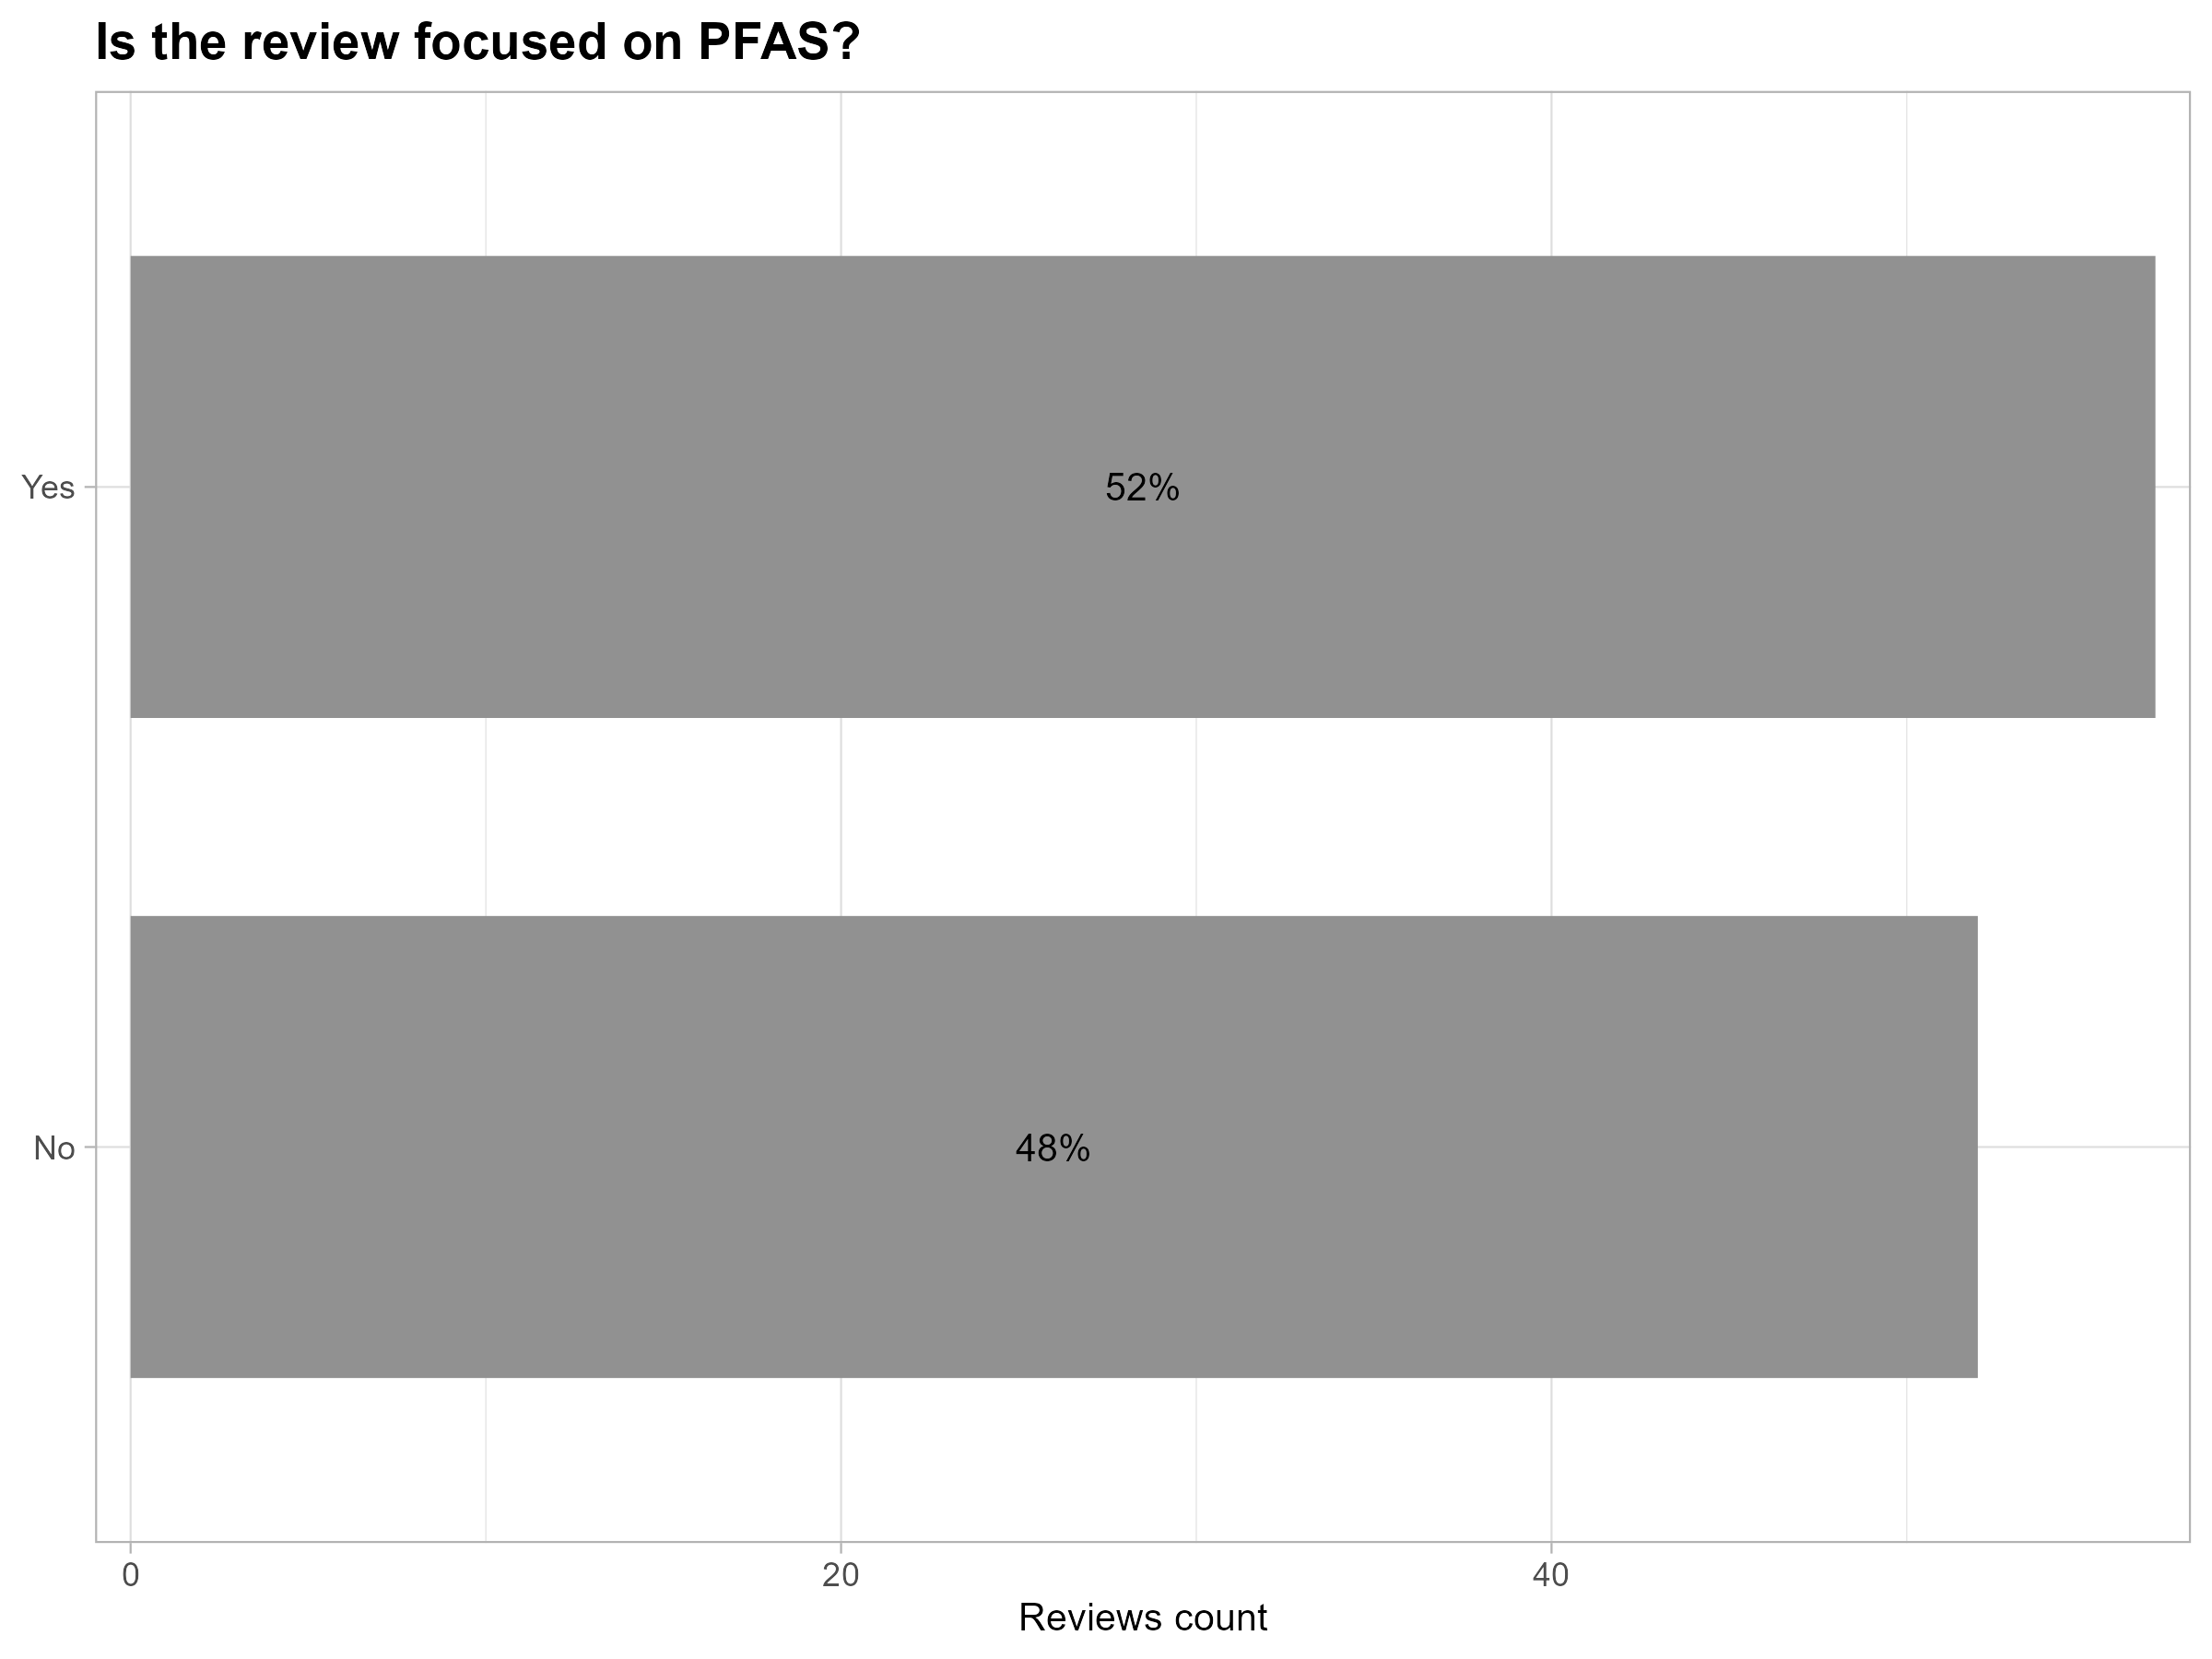 Is the review focused on PFAS?
Yes
52%
No
48%
0 20 40
Reviews count